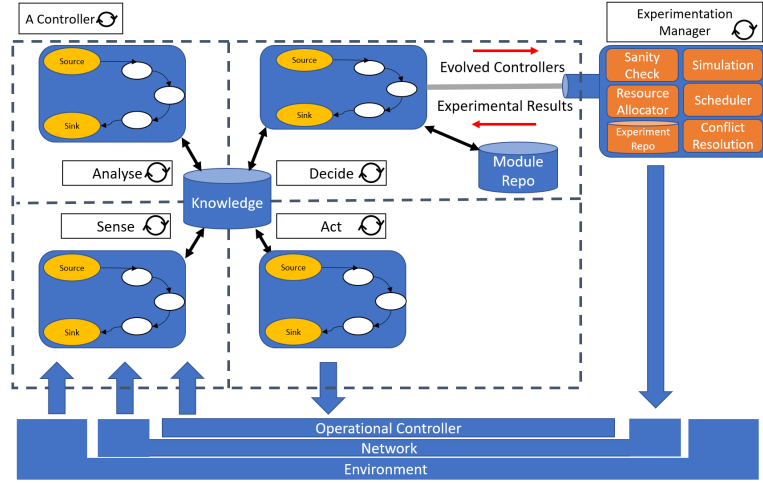 A Controller
Experimentation
Manager
Source
Sink
Source
Sink
Evolved Controllers
Experimental Results
Sanity
Check
Simulation
Resource
Allocator
Scheduler
Experiment
Repo
Conflict
Resolution
Analyse
Decide
Module
Repo
Knowledge
Sense
Act
Source
Sink
Source
Sink
Operational Controller
Network
Environment